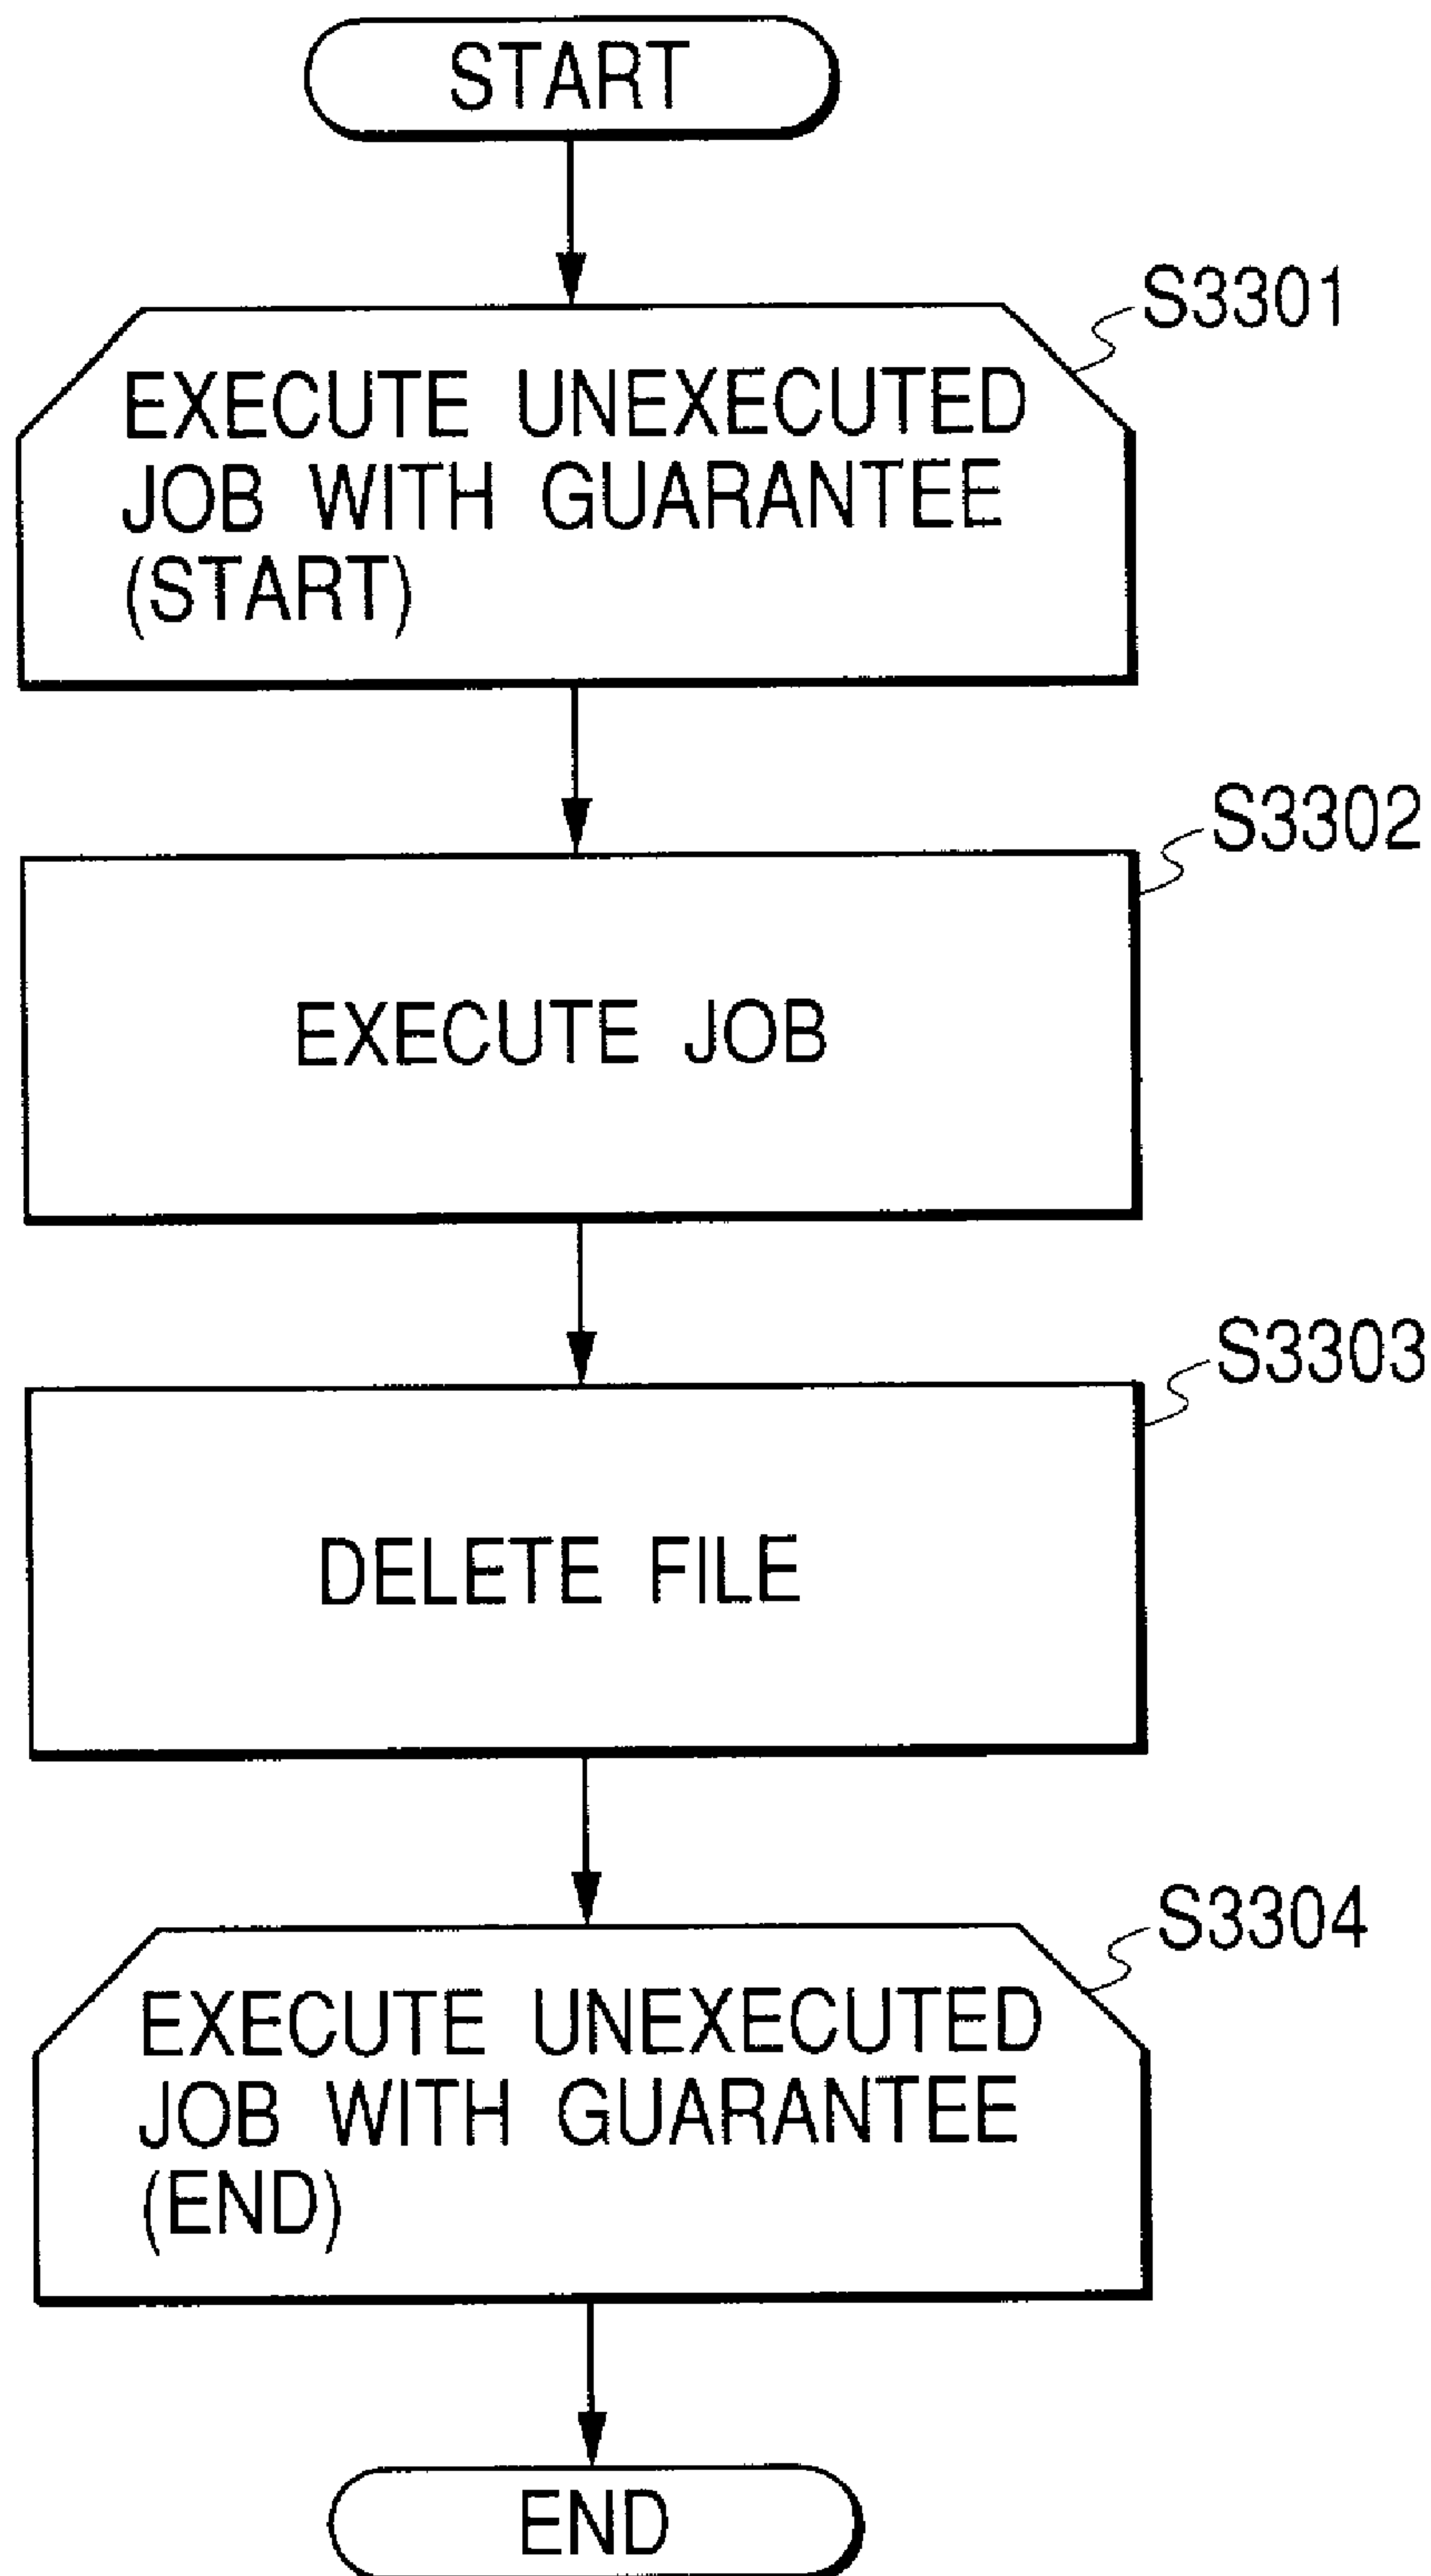 START
S3301
EXECUTE UNEXECUTED
JOB WITH GUARANTEE
(START)
S3302
EXECUTE JOB
S3303
DELETE FILE
S3304
EXECUTE UNEXECUTED
JOB WITH GUARANTEE
(END)
END